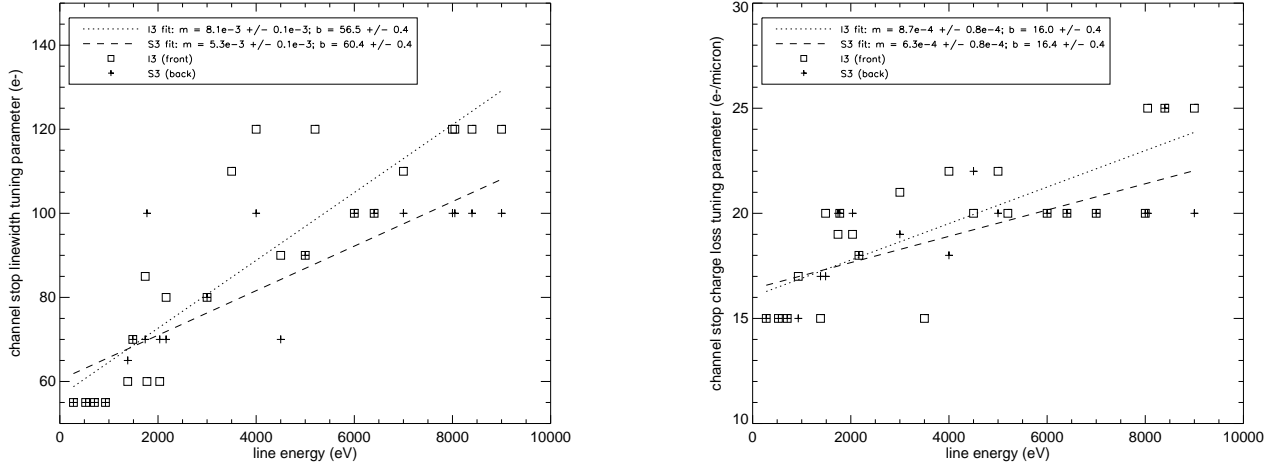 I3 fit: m = 8.1e-3 +/- 0.1e-3; b = 56.5 +/- 0.4
S3 fit: m = 5.3e-3 +/- 0.1e-3; b = 60.4 +/- 0.4
I3 (front)
S3 (back)
140
120
100
80
60
channel stop linewidth tuning parameter (e-)
0 2000 4000 6000 8000 10000
line energy (eV)
30
I3 fit: m = 8.7e-4 +/- 0.8e-4; b = 16.0 +/- 0.4
S3 fit: m = 6.3e-4 +/- 0.8e-4; b = 16.4 +/- 0.4
I3 (front)
S3 (back)
25
20
15
10
channel stop charge loss tuning parameter (e-/micron)
0 2000 4000 6000 8000 10000
line energy (eV)